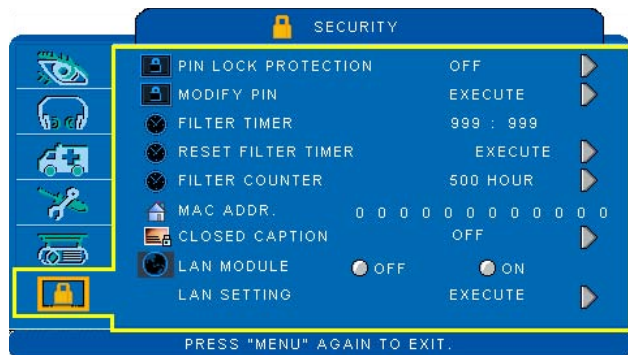 SECURITY
PIN LOCK PROTECTION OFF
MODIFY PIN EXECUTE
FILTER TIMER 999 : 999
RESET FILTER TIMER EXECUTE
FILTER COUNTER 500 HOUR
MAC ADDR. 0 0 0 0 0 0 0 0 0 0 0 0
CLOSED CAPTION OFF
LAN MODULE OFF ON
LAN SETTING EXECUTE
PRESS "MENU" AGAIN TO EXIT.